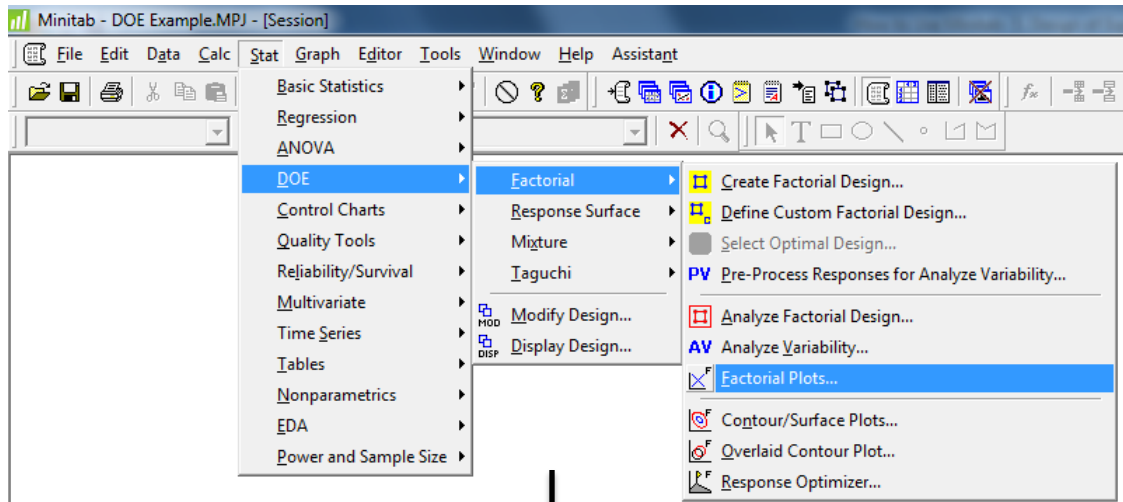 Minitab - DOE Example.MPJ - [Session]
File Edit Data Calc Stat Graph Editor Tools Window Help Assistant
Basic Statistics
Regression
ANOVA
DOE
Control Charts
Quality Tools
Reliability/Survival
Multivariate
Time Series
Tables
Nonparametrics
EDA
Power and Sample Size
Factorial
Response Surface
Mixture
Taguchi
MOD Modify Design...
DISP Display Design...
Create Factorial Design...
Define Custom Factorial Design...
Select Optimal Design...
PV Pre-Process Responses for Analyze Variability...
Analyze Factorial Design...
AV Analyze Variability...
Factorial Plots...
Contour/Surface Plots...
Overlaid Contour Plot...
Response Optimizer...